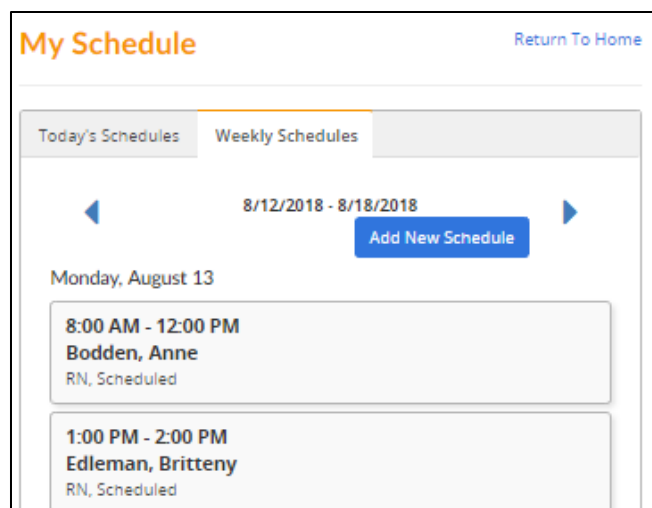 My Schedule
Return To Home
Today's Schedules
Weekly Schedules
8/12/2018 - 8/18/2018
Add New Schedule
Monday, August 13
8:00 AM - 12:00 PM
Bodden, Anne
RN, Scheduled
1:00 PM - 2:00 PM
Edleman, Britteny
RN, Scheduled